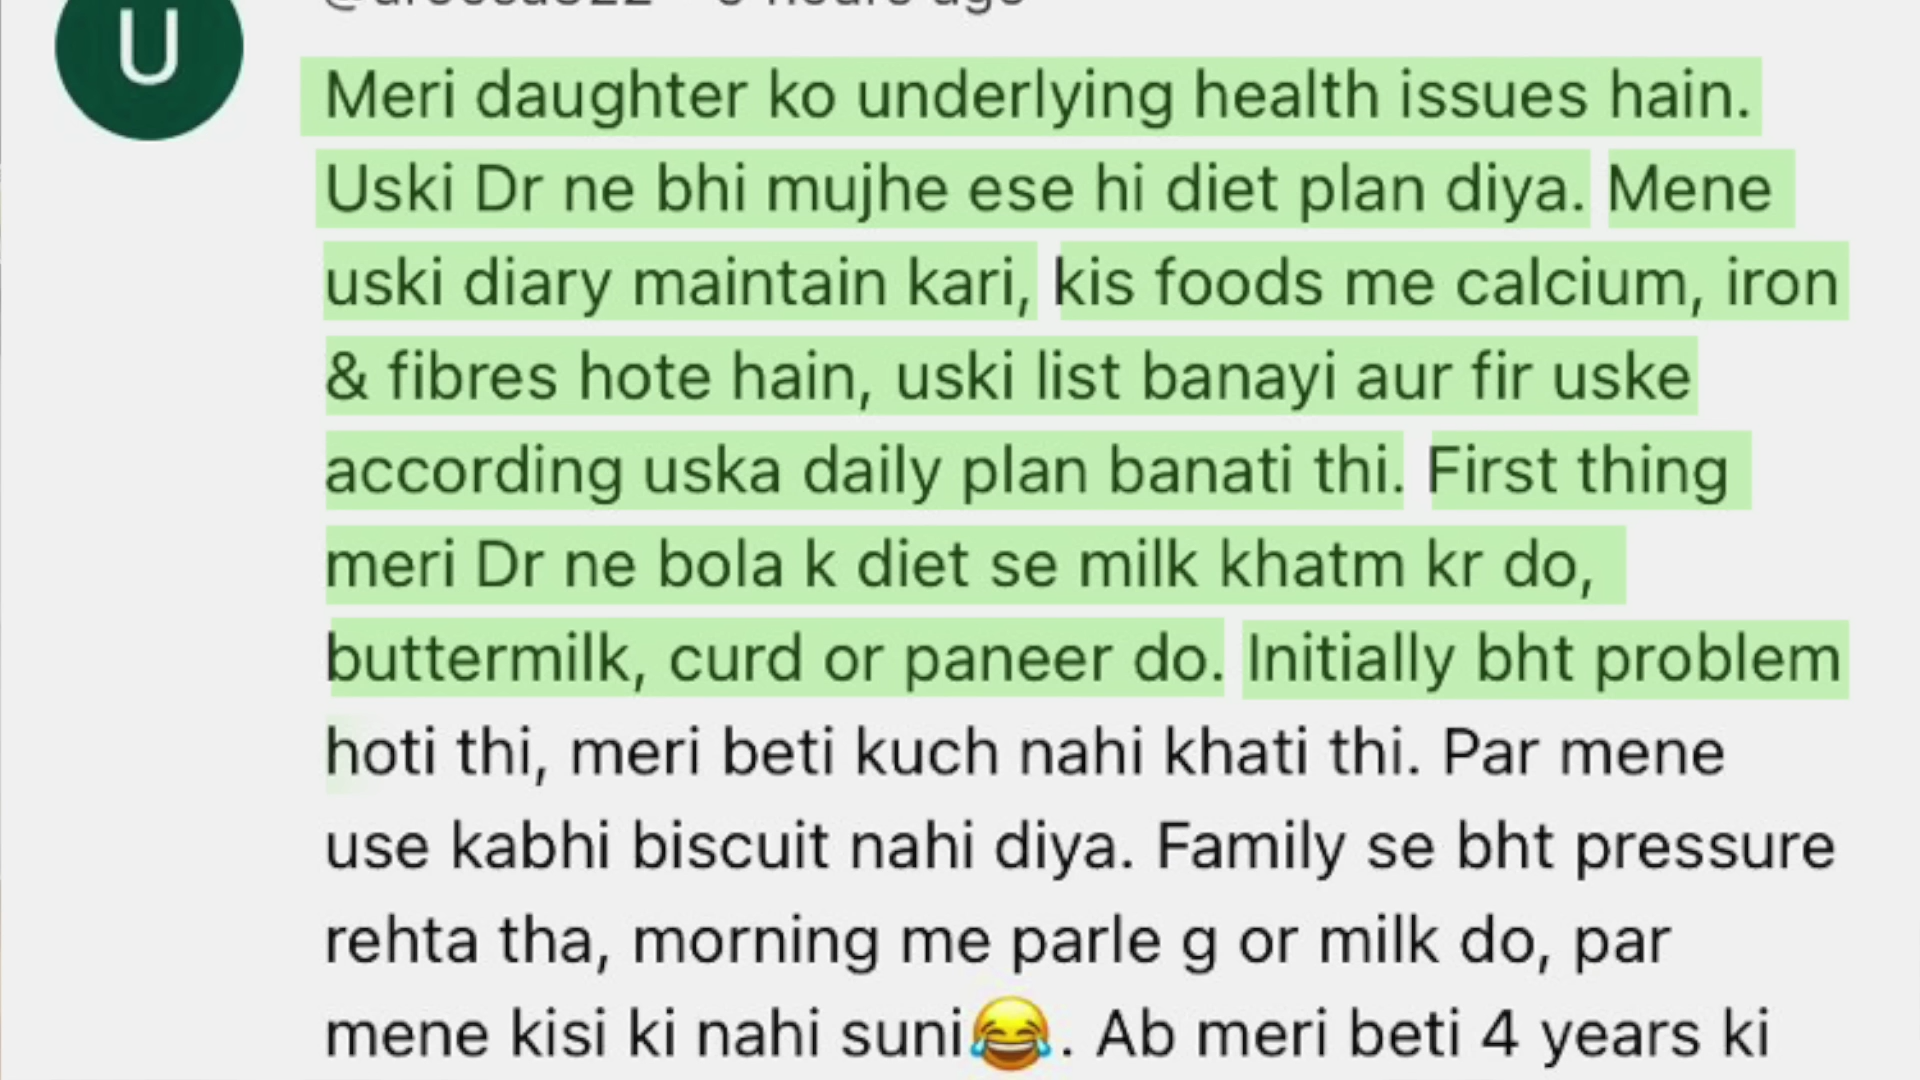 U
Meri daughter ko underlying health issues hain.
Uski Dr ne bhi mujhe ese hi diet plan diya. Mene
uski diary maintain kari, kis foods me calcium, iron
& fibres hote hain, uski list banayi aur fir uske
according uska daily plan banati thi. First thing
meri Dr ne bola k diet se milk khatm kr do,
buttermilk, curd or paneer do. Initially bht problem
hoti thi, meri beti kuch nahi khati thi. Par mene
use kabhi biscuit nahi diya. Family se bht pressure
rehta tha, morning me parle g or milk do, par
mene kisi ki nahi suni😂. Ab meri beti 4 years ki